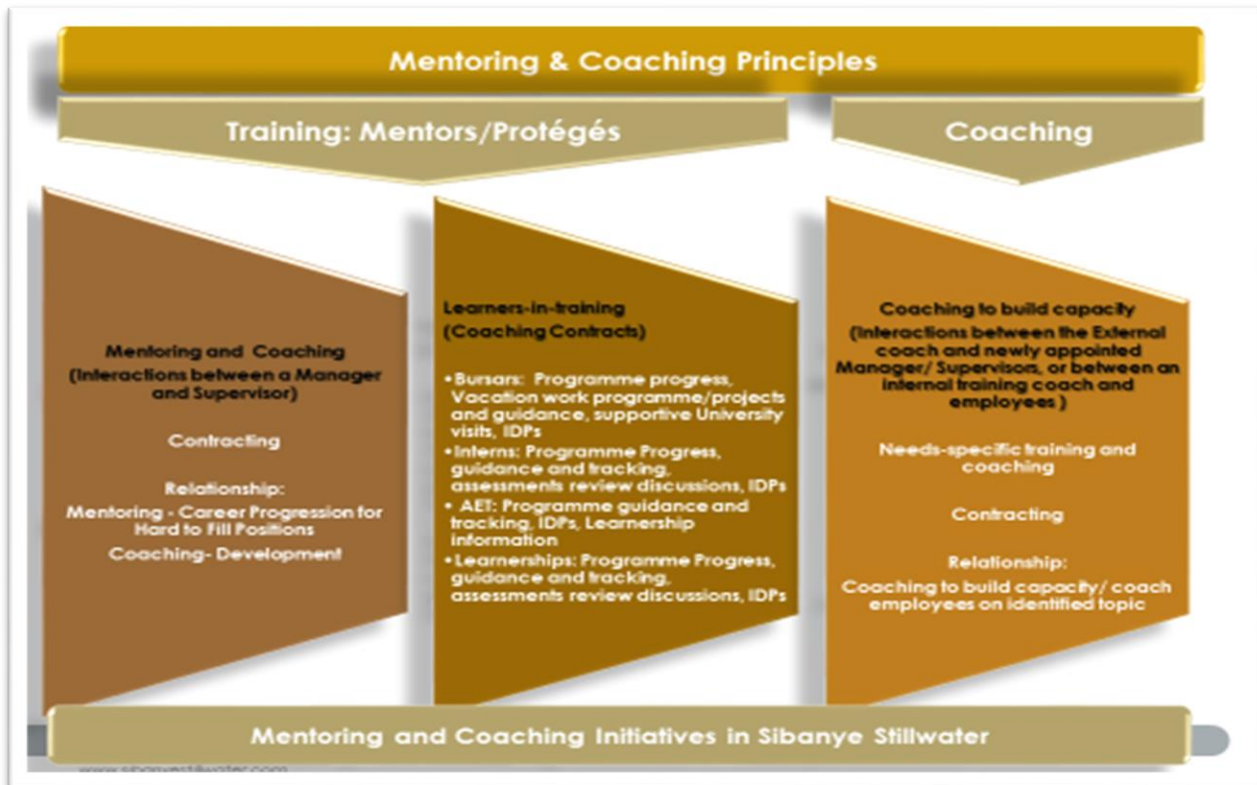 Mentoring & Coaching Principles
Training: Mentors/Protégés
Coaching
Mentoring and Coaching
(Interactions between a Manager
and Supervisor)
Contracting
Relationship:
Mentoring - Career Progression for
Hard to Fill Positions
Coaching- Development
Learners-in-training
(Coaching Contracts)
•Bursars: Programme progress,
Vacation work programme/projects
and guidance, supportive University
visits, IDPs
•Interns: Programme Progress,
guidance and tracking,
assessments review discussions, IDPs
• AET: Programme guidance and
tracking, IDPs, Learnership
information
•Learnerships: Programme Progress,
guidance and tracking,
assessments review discussions, IDPs
Coaching to build capacity
(Interactions between the External
coach and newly appointed
Manager/ Supervisors, or between an
internal training coach and
employees )
Needs-specific training and
coaching
Contracting
Relationship:
Coaching to build capacity/ coach
employees on identified topic
Mentoring and Coaching Initiatives in Sibanye Stillwater
www.sibanyestillwater.com